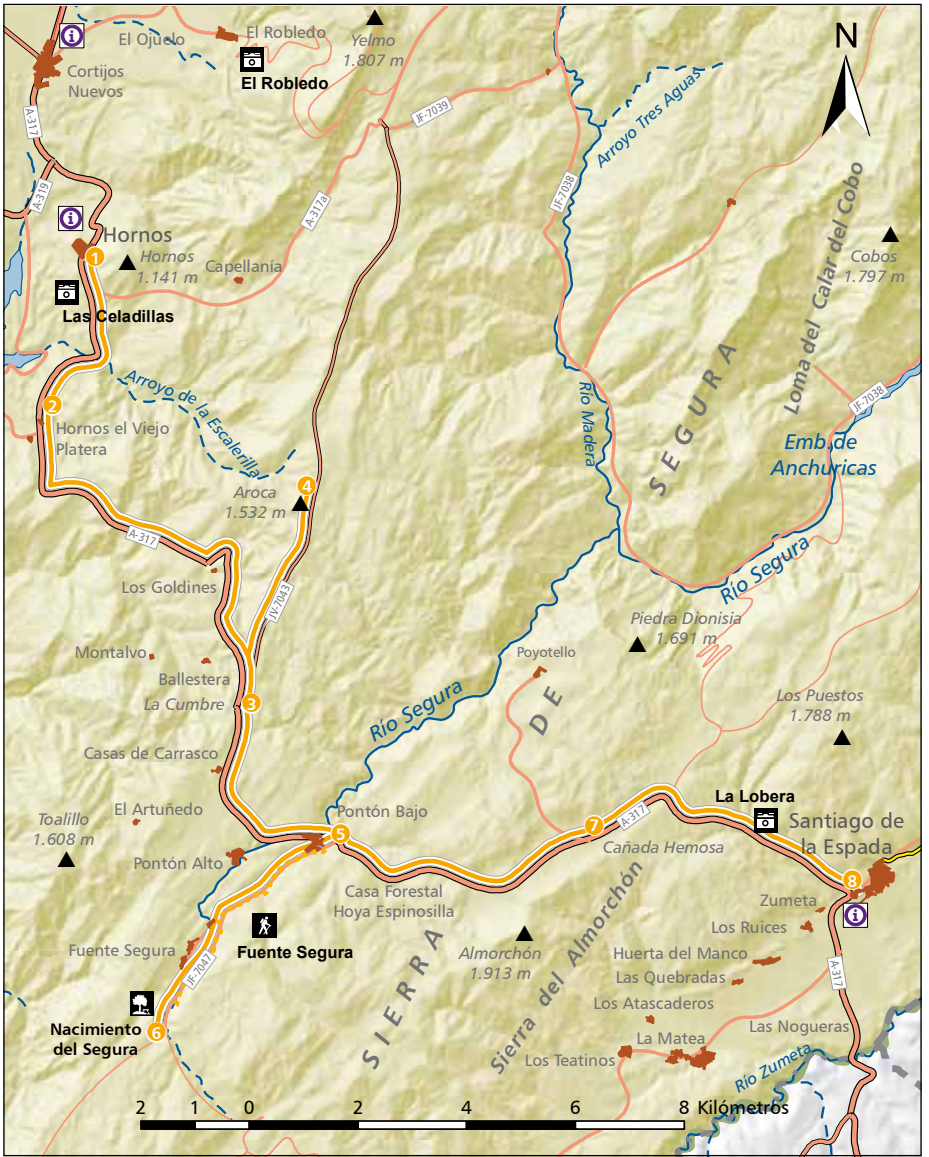 El Ojuelo
El Robledo
Yelmo
1.807 m
N
El Robledo
Cortijos
Nuevos
A-317
JF-7039
Arroyo Tres Aguas
A-319
JF-7038
A-317a
Loma del Calar del Cobo
Hornos
1
Hornos
1.141 m
Capellanía
Cobos
1.797 m
Las Celadillas
SEGURA
Arroyo de la Escalerilla
Río Madera
JF-7038
2
Hornos el Viejo
Platera
Emb. de
Anchuricas
Aroca
1.532 m
4
A-317
Río Segura
Los Goldines
JV-7043
Piedra Dionisia
1.691 m
Montalvo
Ballestera
Poyotello
La Cumbre
3
Río Segura
DE
Los Puestos
1.788 m
Casas de Carrasco
La Lobera
El Artuñedo
Pontón Bajo
Toalillo
1.608 m
5
7
A-317
Santiago de
la Espada
Pontón Alto
Cañada Hemosa
Casa Forestal
Hoya Espinosilla
8
Zumeta
Los Ruices
Fuente Segura
Fuente Segura
SIERRA
Almorchón
1.913 m
Sierra del Almorchón
Huerta del Manco
Las Quebradas
A-317
JF-7047
Los Atascaderos
Nacimiento
del Segura
6
La Matea
Las Nogueras
Los Teatinos
Río Zumeta
2 1 0 2 4 6 8 Kilómetros